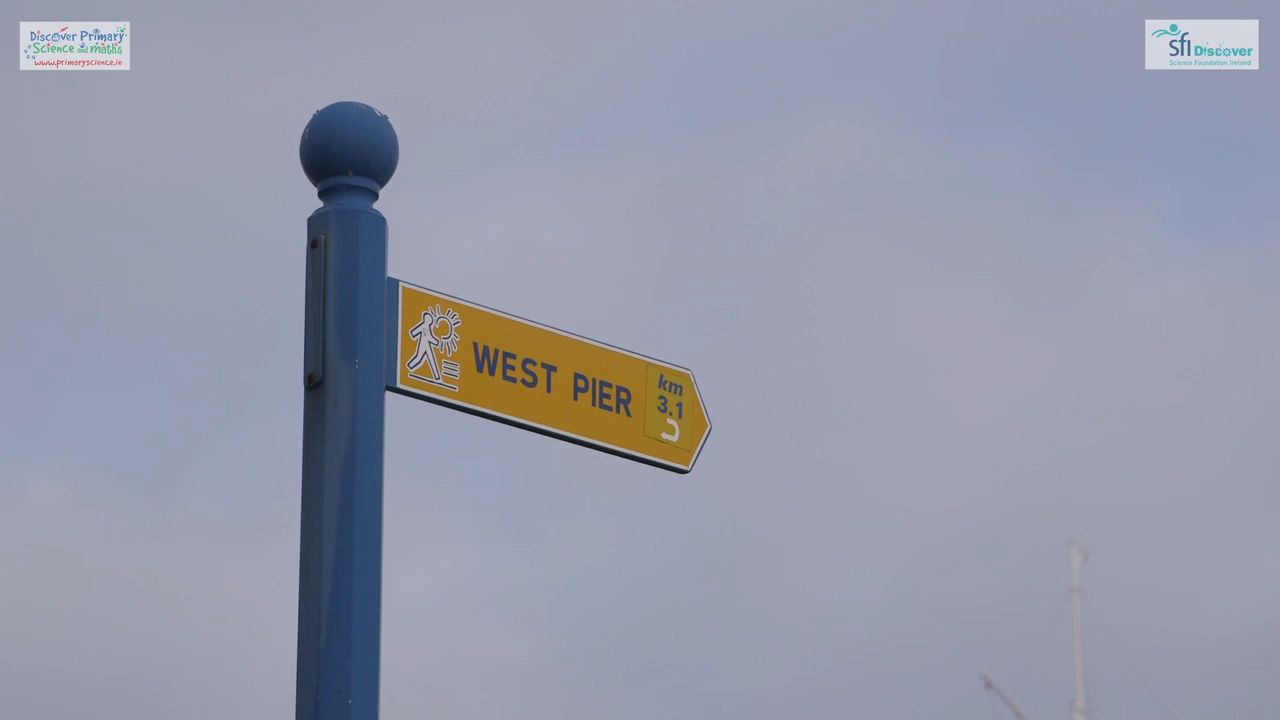 Discover Primary
Science and maths
www.primaryscience.ie
sfi Discover
Science Foundation Ireland
WEST PIER
km
3.1